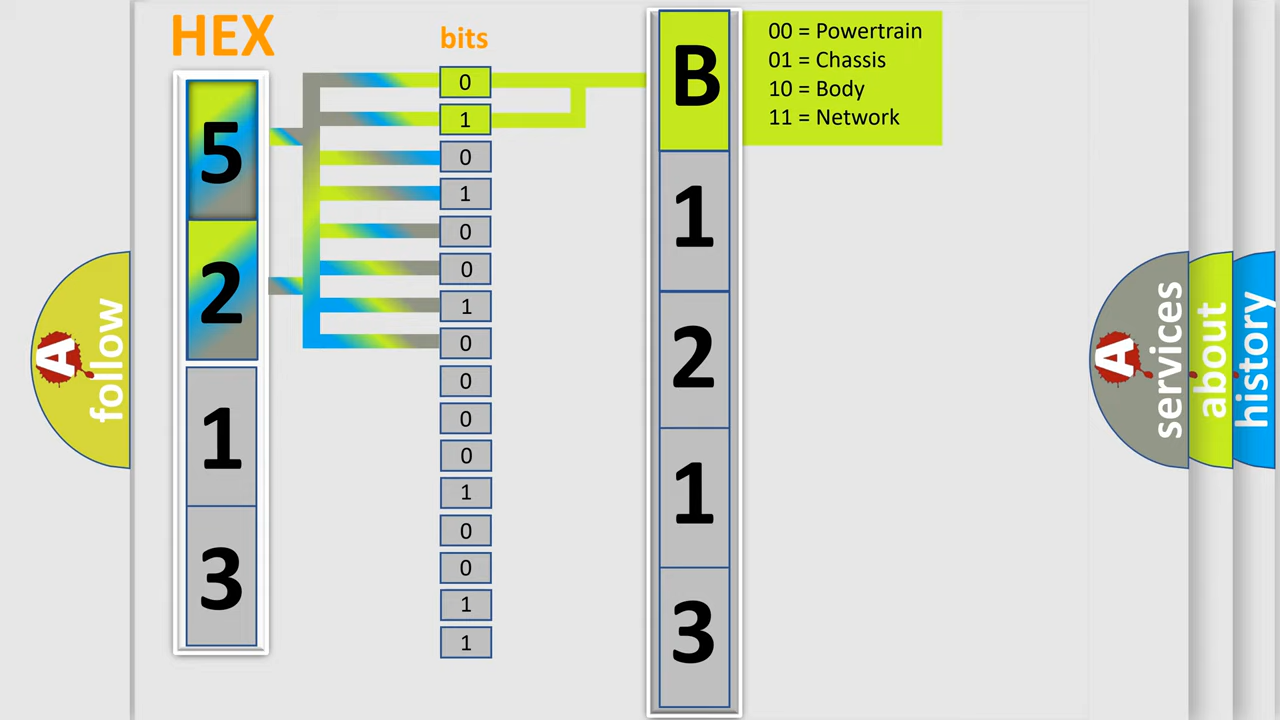 HEX
bits
5
2
1
3
0
1
0
1
0
0
1
0
0
0
0
1
0
0
1
1
B
1
2
1
3
00 = Powertrain
01 = Chassis
10 = Body
11 = Network
A
follow
A
services
about
history